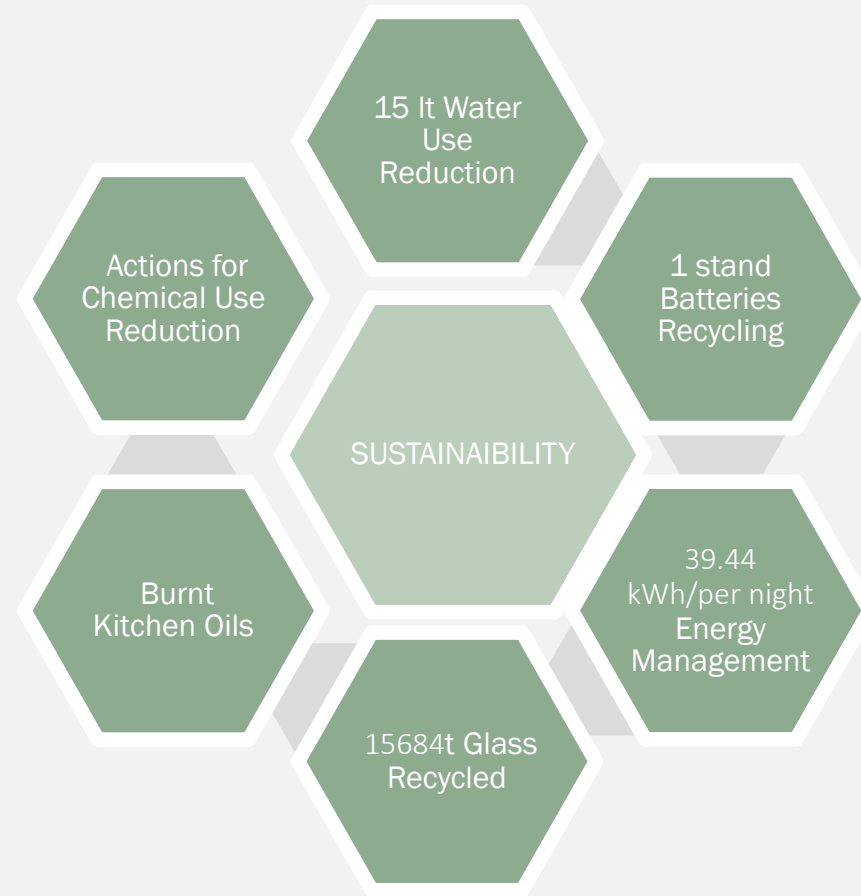 15 lt Water
Use
Reduction
1 stand
Batteries
Recycling
39.44
kWh/per night
Energy
Management
15684t Glass
Recycled
Burnt
Kitchen Oils
Actions for
Chemical Use
Reduction
SUSTAINAIBILITY